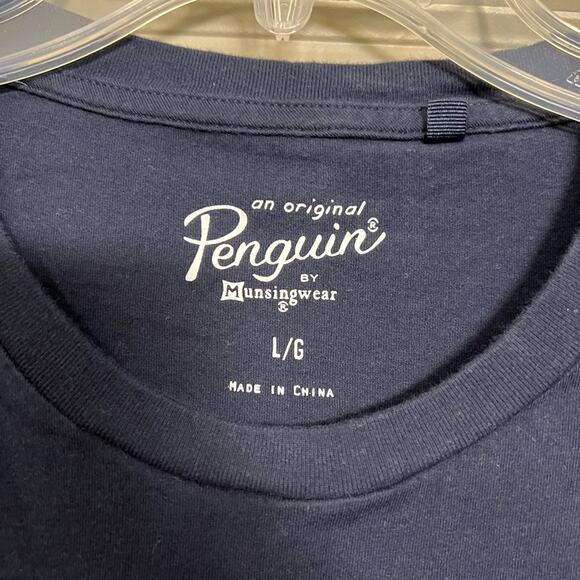 an original
Penguin®
BY
Munsingwear
®
L/G
MADE IN CHINA